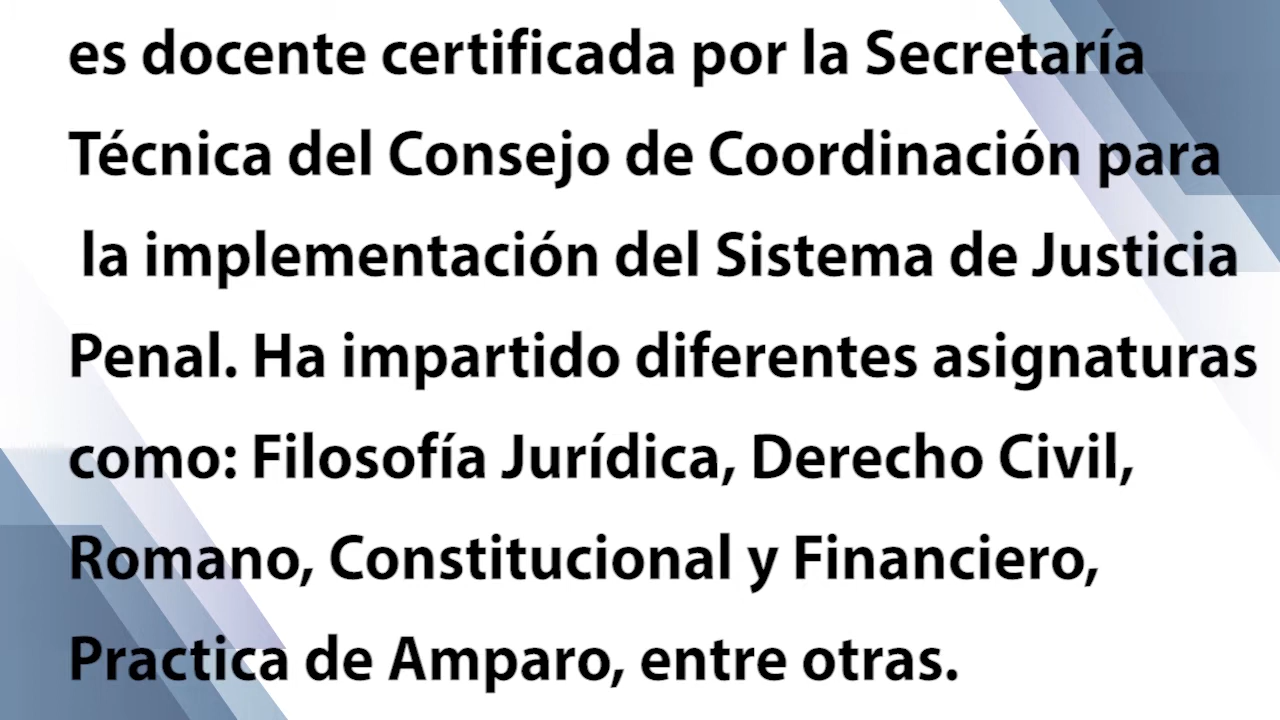 es docente certificada por la Secretaría
Técnica del Consejo de Coordinación para
la implementación del Sistema de Justicia
Penal. Ha impartido diferentes asignaturas
como: Filosofía Jurídica, Derecho Civil,
Romano, Constitucional y Financiero,
Practica de Amparo, entre otras.